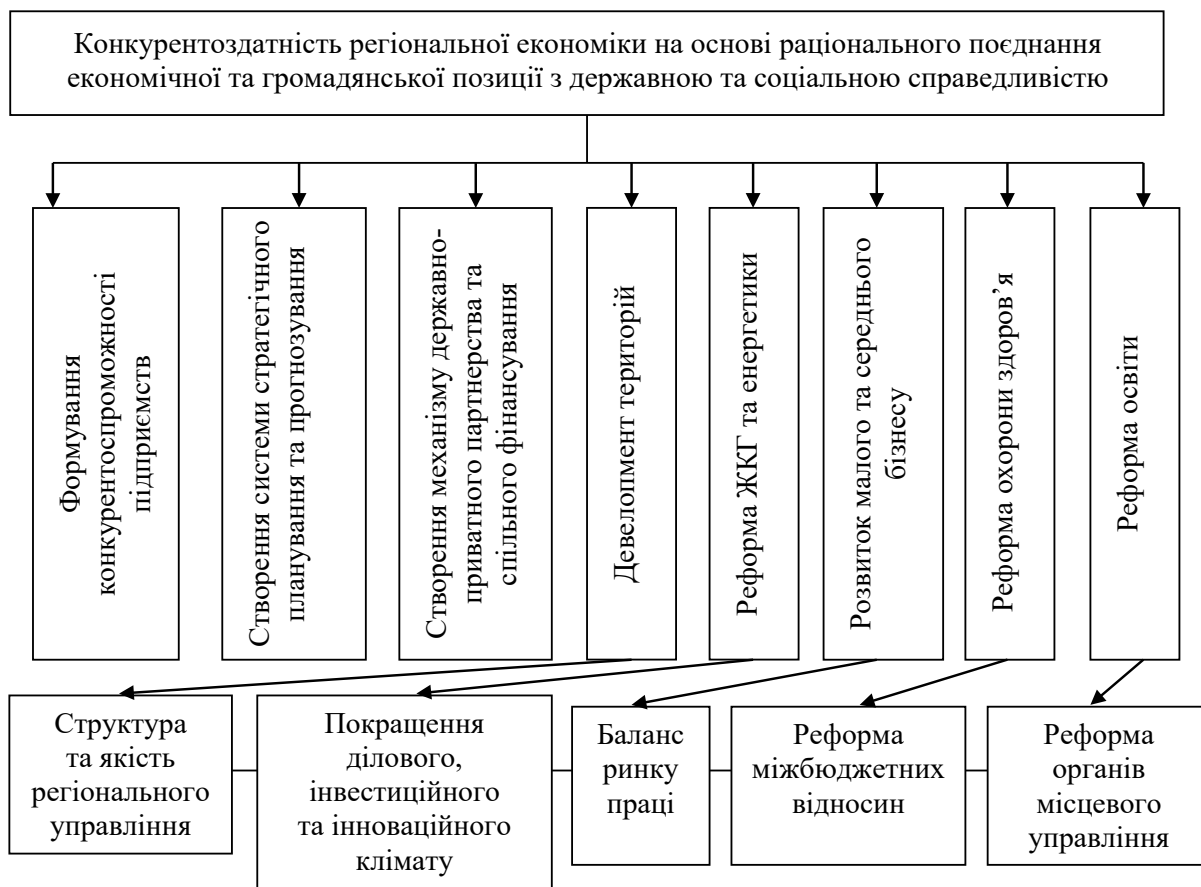 Конкурентоздатність регіональної економіки на основі раціонального поєднання
економічної та громадянської позиції з державною та соціальною справедливістю
Формування
конкурентоспроможності
підприємств
Створення системи стратегічного
планування та прогнозування
Створення механізму державно-
приватного партнерства та
спільного фінансування
Девелопмент територій
Реформа ЖКГ та енергетики
Розвиток малого та середнього
бізнесу
Реформа охорони здоров’я
Реформа освіти
Структура
та якість
регіонального
управління
Покращення
ділового,
інвестиційного
та інноваційного
клімату
Баланс
ринку
праці
Реформа
міжбюджетних
відносин
Реформа
органів
місцевого
управління